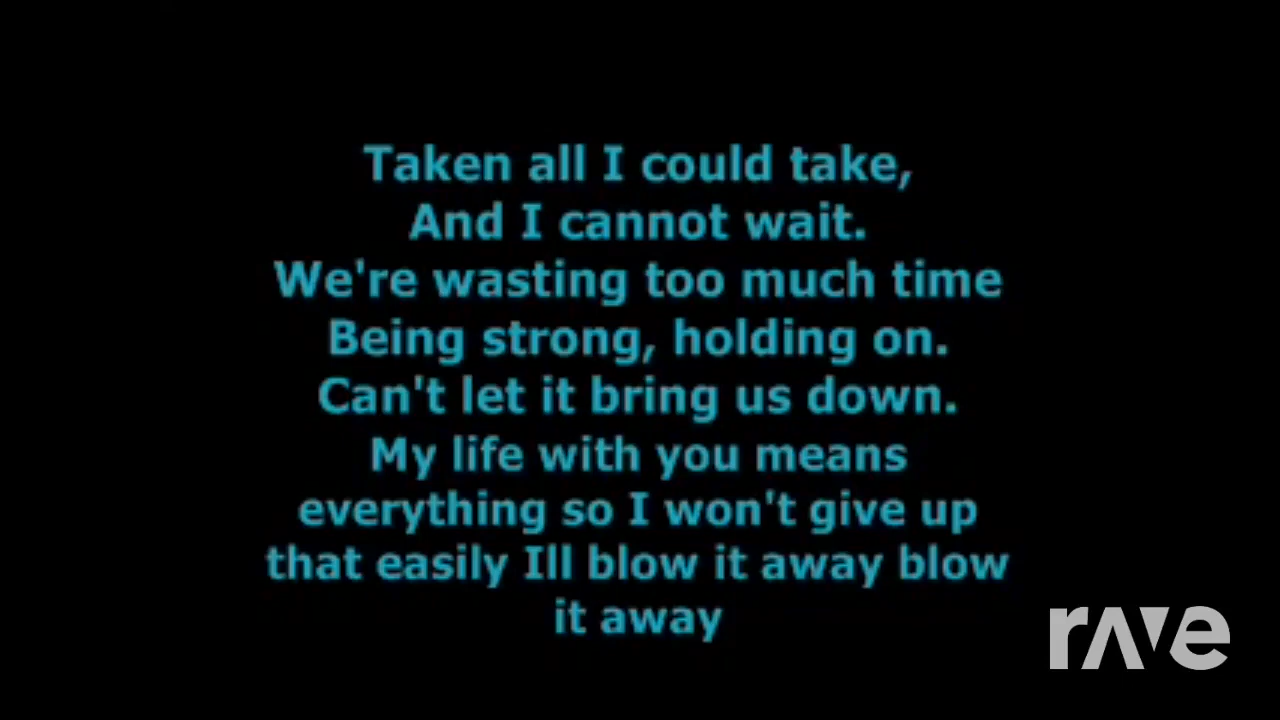 Taken all I could take,
And I cannot wait.
We're wasting too much time
Being strong, holding on.
Can't let it bring us down.
My life with you means
everything so I won't give up
that easily Ill blow it away blow
it away
rave